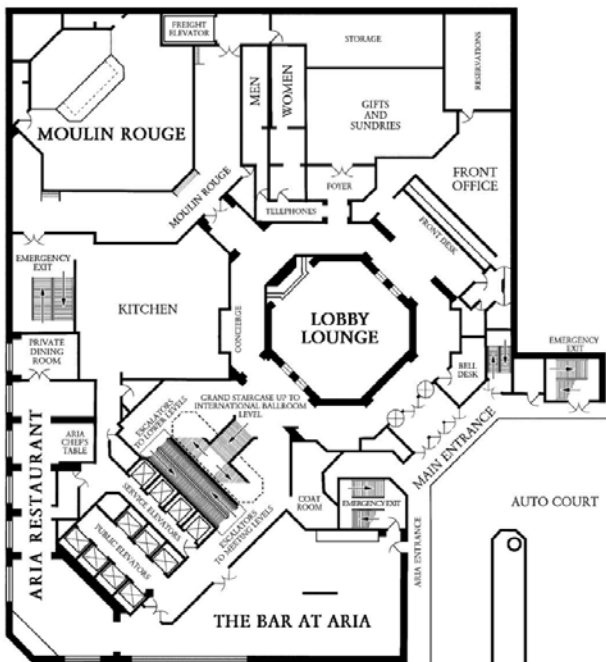 FREIGHT
ELEVATOR
STORAGE
RESERVATIONS
MEN
WOMEN
GIFTS
AND
SUNDRIES
MOULIN ROUGE
MOULIN ROUGE
FOYER
FRONT
OFFICE
TELEPHONES
FRONT DESK
EMERGENCY
EXIT
KITCHEN
CONCIERGE
LOBBY
LOUNGE
PRIVATE
DINING
ROOM
BELL
DESK
EMERGENCY
EXIT
GRAND STAIRCASE UP TO
INTERNATIONAL BALLROOM
LEVEL
ESCALATORS
TO LOWER LEVELS
ARIA RESTAURANT
ARIA
CHEF'S
TABLE
MAIN ENTRANCE
SERVICE ELEVATORS
COAT
ROOM
EMERGENCY EXIT
AUTO COURT
PUBLIC ELEVATORS
ESCALATORS
TO MEETING LEVELS
ARIA ENTRANCE
THE BAR AT ARIA